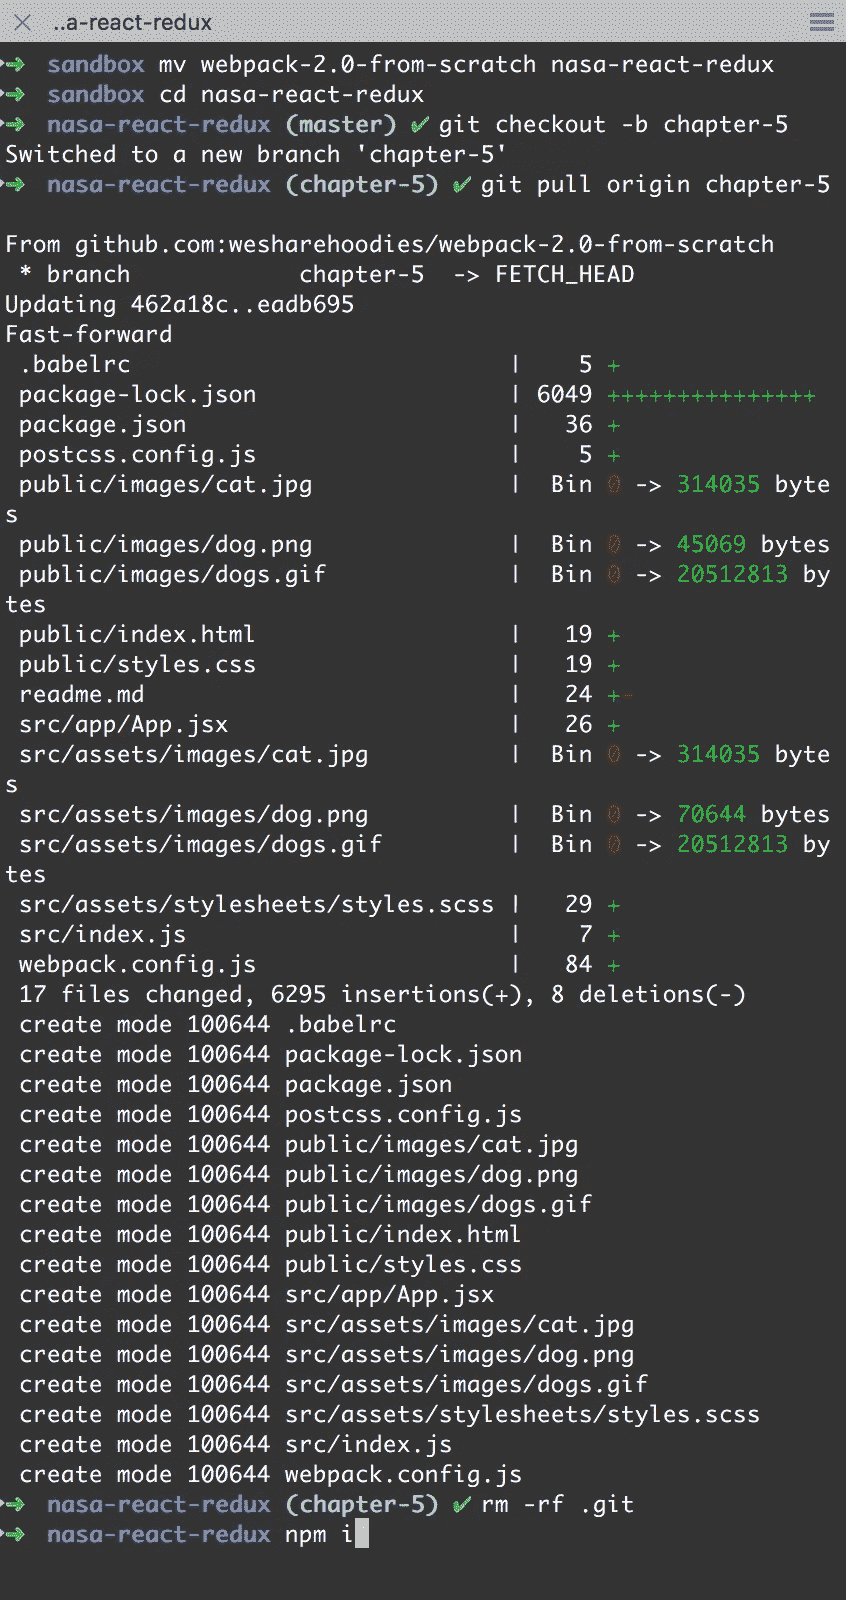 ..a-react-redux
sandbox mv webpack-2.0-from-scratch nasa-react-redux
sandbox cd nasa-react-redux
nasa-react-redux (master) ✔ git checkout -b chapter-5
Switched to a new branch 'chapter-5'
nasa-react-redux (chapter-5) ✔ git pull origin chapter-5
From github.com:wesharehoodies/webpack-2.0-from-scratch
* branch chapter-5 -> FETCH_HEAD
Updating 462a18c..eadb695
Fast-forward
.babelrc | 5 +
package-lock.json | 6049 +++++++++++++++
package.json | 36 +
postcss.config.js | 5 +
public/images/cat.jpg | Bin 0 -> 314035 byte
s
public/images/dog.png | Bin 0 -> 45069 bytes
public/images/dogs.gif | Bin 0 -> 20512813 by
tes
public/index.html | 19 +
public/styles.css | 19 +
readme.md | 24 +-
src/app/App.jsx | 26 +
src/assets/images/cat.jpg | Bin 0 -> 314035 byte
s
src/assets/images/dog.png | Bin 0 -> 70644 bytes
src/assets/images/dogs.gif | Bin 0 -> 20512813 by
tes
src/assets/stylesheets/styles.scss | 29 +
src/index.js | 7 +
webpack.config.js | 84 +
17 files changed, 6295 insertions(+), 8 deletions(-)
create mode 100644 .babelrc
create mode 100644 package-lock.json
create mode 100644 package.json
create mode 100644 postcss.config.js
create mode 100644 public/images/cat.jpg
create mode 100644 public/images/dog.png
create mode 100644 public/images/dogs.gif
create mode 100644 public/index.html
create mode 100644 public/styles.css
create mode 100644 src/app/App.jsx
create mode 100644 src/assets/images/cat.jpg
create mode 100644 src/assets/images/dog.png
create mode 100644 src/assets/images/dogs.gif
create mode 100644 src/assets/stylesheets/styles.scss
create mode 100644 src/index.js
create mode 100644 webpack.config.js
nasa-react-redux (chapter-5) ✔ rm -rf .git
nasa-react-redux npm i